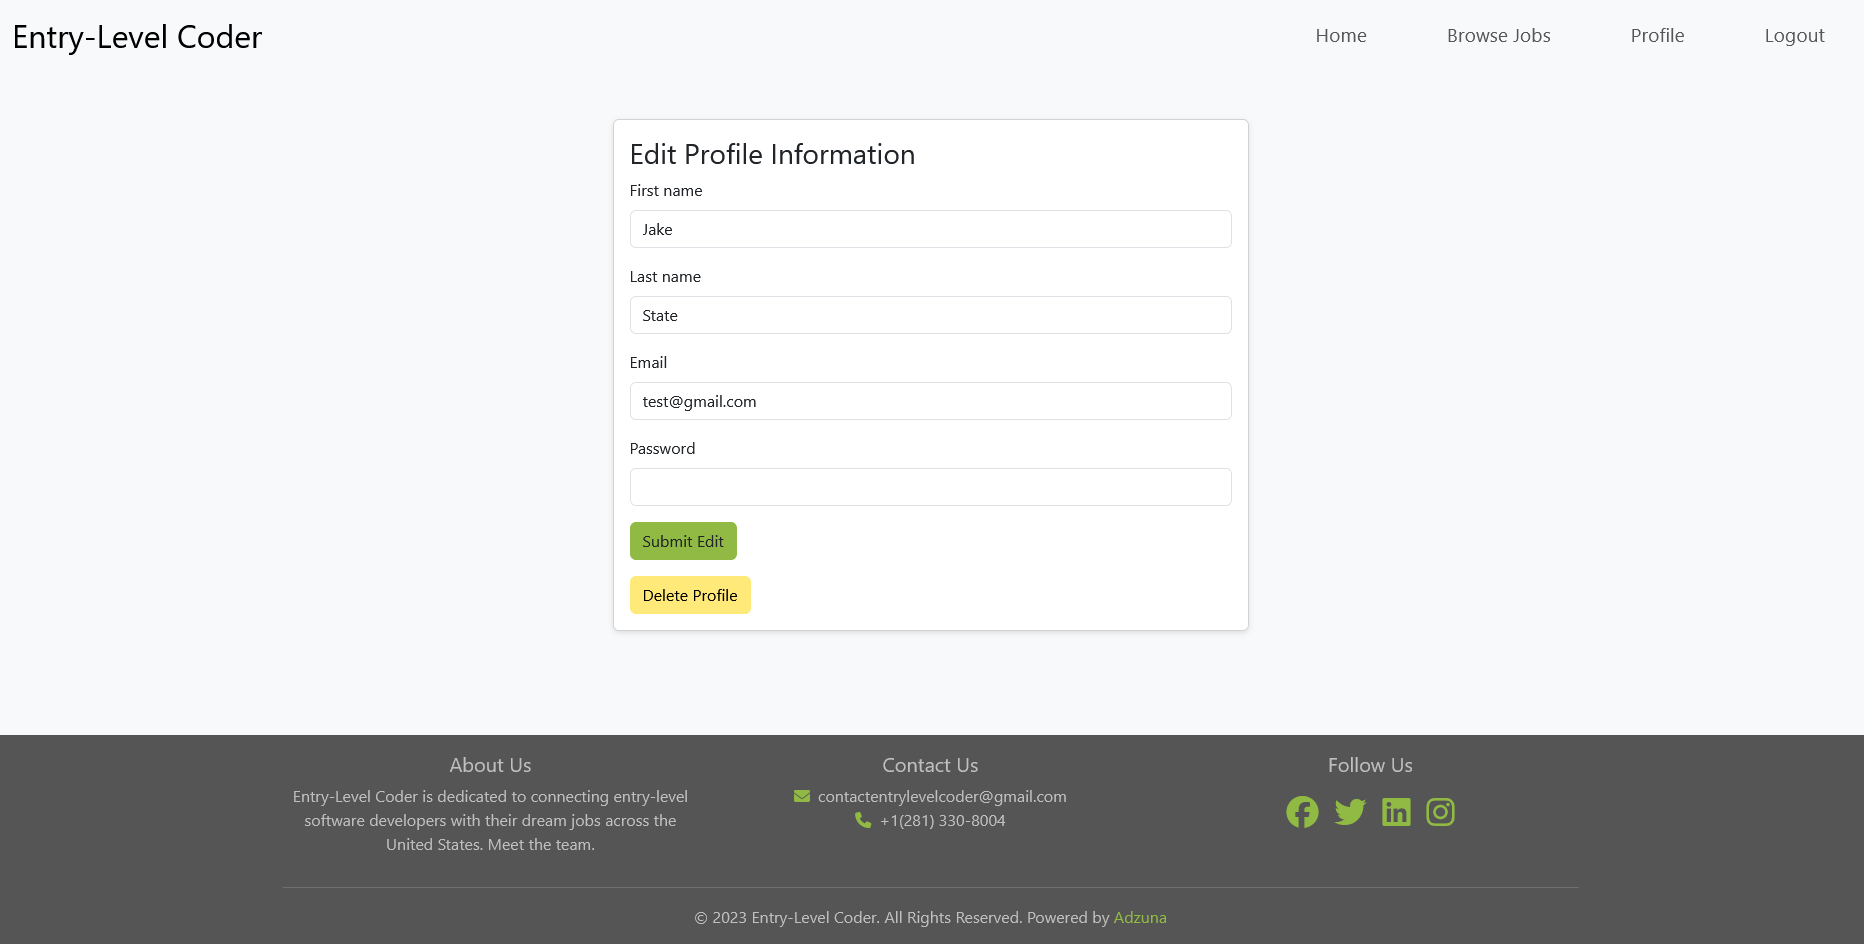 Entry-Level Coder
Home
Browse Jobs
Profile
Logout
Edit Profile Information
First name
Jake
Last name
State
Email
test@gmail.com
Password
Submit Edit
Delete Profile
About Us
Entry-Level Coder is dedicated to connecting entry-level
software developers with their dream jobs across the
United States. Meet the team.
Contact Us
contactentrylevelcoder@gmail.com
+1(281) 330-8004
Follow Us
© 2023 Entry-Level Coder. All Rights Reserved. Powered by Adzuna